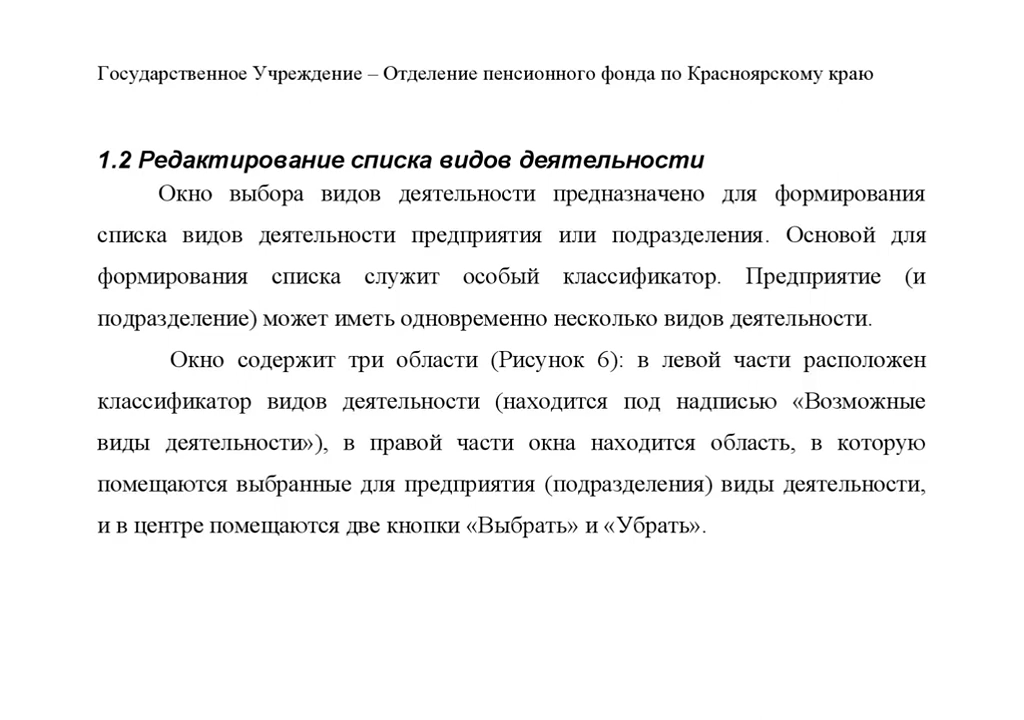 Государственное Учреждение – Отделение пенсионного фонда по Красноярскому краю
1.2 Редактирование списка видов деятельности
Окно выбора видов деятельности предназначено для формирования
списка видов деятельности предприятия или подразделения. Основой для
формирования списка служит особый классификатор. Предприятие (и
подразделение) может иметь одновременно несколько видов деятельности.
Окно содержит три области (Рисунок 6): в левой части расположен
классификатор видов деятельности (находится под надписью «Возможные
виды деятельности»), в правой части окна находится область, в которую
помещаются выбранные для предприятия (подразделения) виды деятельности,
и в центре помещаются две кнопки «Выбрать» и «Убрать».